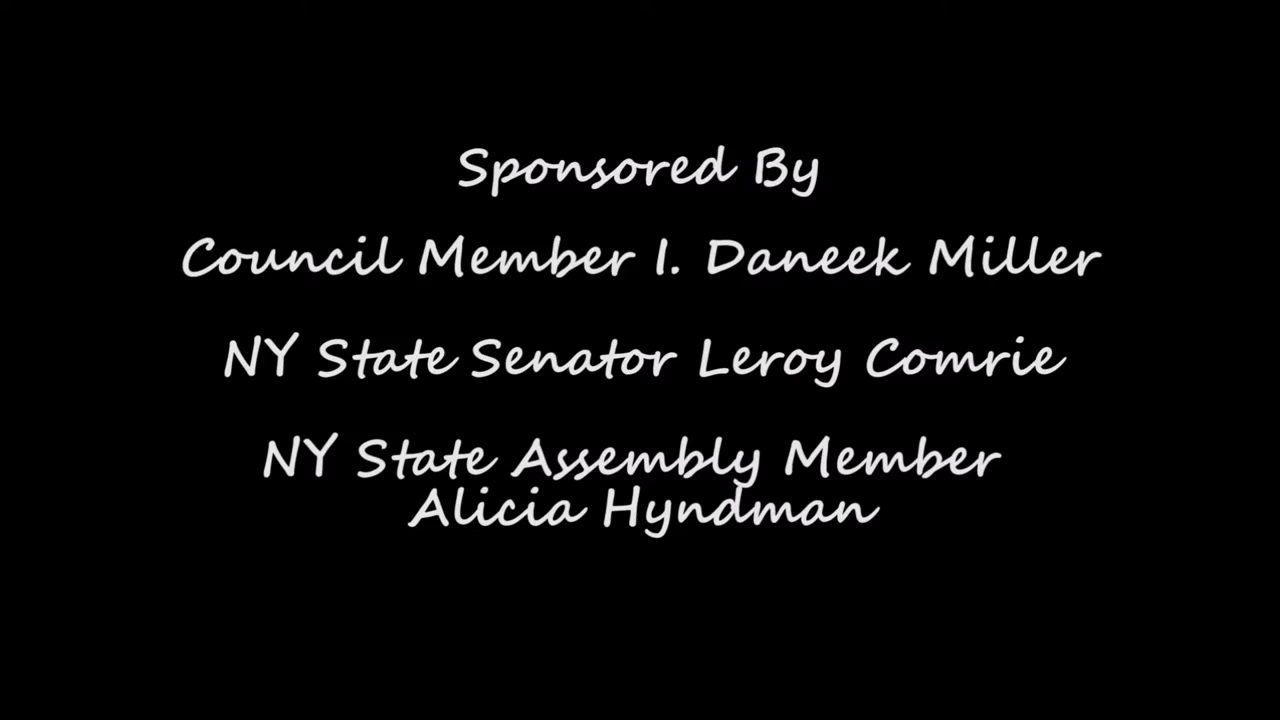 Sponsored By
Council Member I. Daneek Miller
NY State Senator Leroy Comrie
NY State Assembly Member
Alicia Hyndman